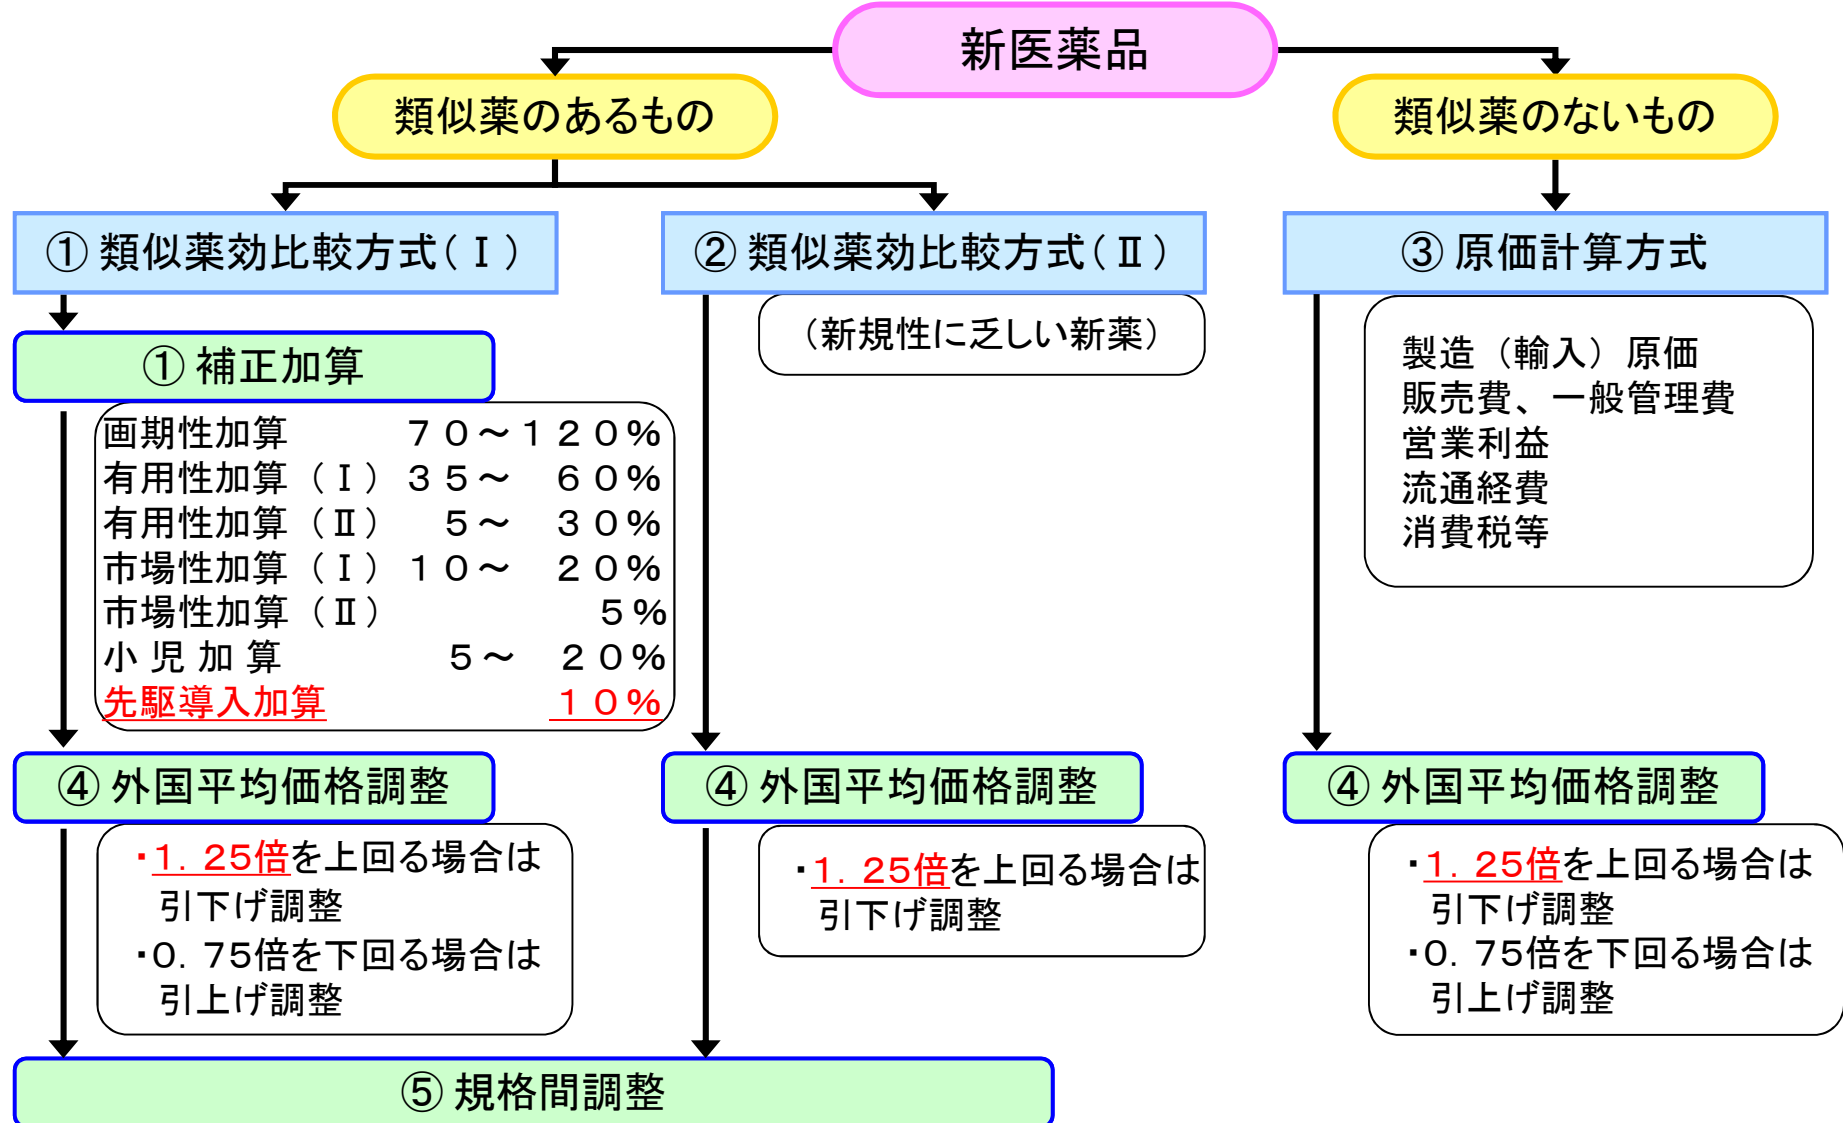 新医薬品
類似薬のあるもの
類似薬のないもの
① 類似薬効比較方式(Ⅰ)
② 類似薬効比較方式(Ⅱ)
③ 原価計算方式
(新規性に乏しい新薬)
① 補正加算
画期性加算 70~120%
有用性加算(Ⅰ) 35~ 60%
有用性加算(Ⅱ) 5~ 30%
市場性加算(Ⅰ) 10~ 20%
市場性加算(Ⅱ) 5%
小児加算 5~ 20%
先駆導入加算 10%
製造(輸入)原価
販売費、一般管理費
営業利益
流通経費
消費税等
④ 外国平均価格調整
・1.25倍を上回る場合は
引下げ調整
・0.75倍を下回る場合は
引上げ調整
④ 外国平均価格調整
・1.25倍を上回る場合は
引下げ調整
④ 外国平均価格調整
・1.25倍を上回る場合は
引下げ調整
・0.75倍を下回る場合は
引上げ調整
⑤ 規格間調整